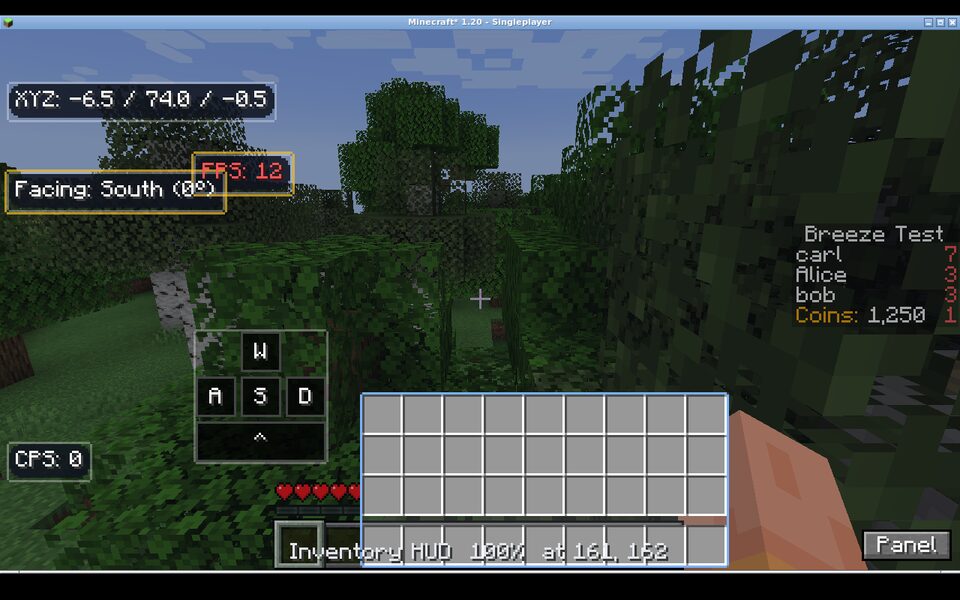 Minecraft* 1.20 - Singleplayer
XYZ: -6.5 / 74.0 / -0.5
FPS: 12
Facing: South (0°)
Breeze Test
carl 7
Alice 3
bob 3
Coins: 1,250 1
W
A S D
^
CPS: 0
Inventory HUD 100% at 161, 162
Panel